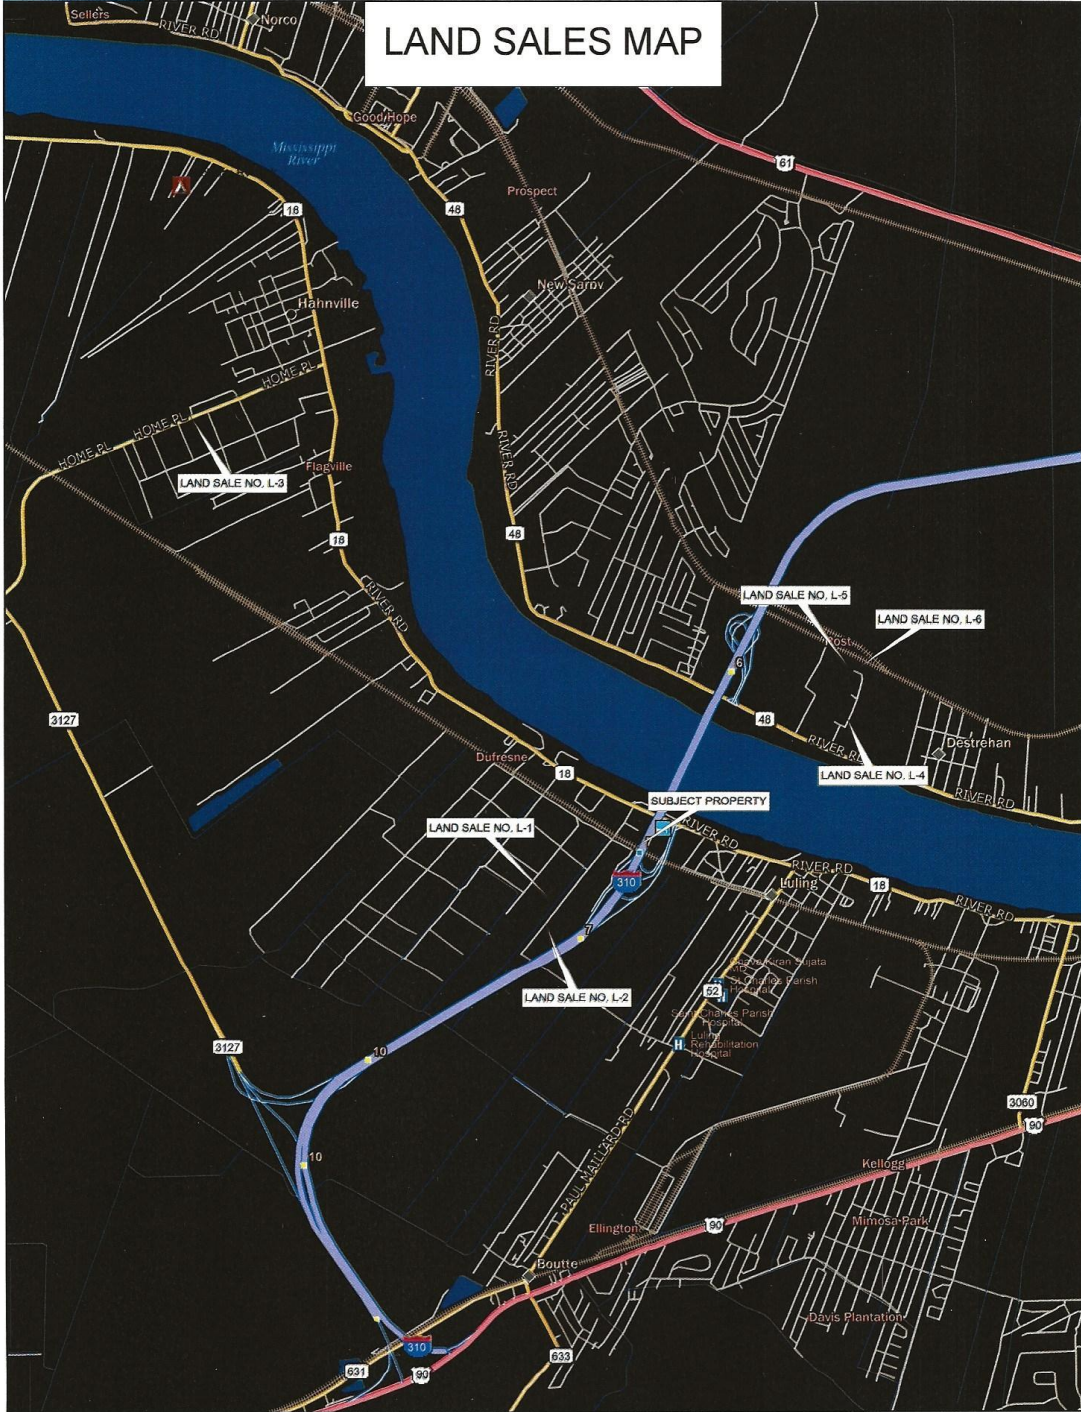 LAND SALES MAP
Sellers
Norco
RIVER RD
Good Hope
Mississippi
River
61
Prospect
18
48
New Sarpy
Hahnville
RIVER RD
HOME PL
HOME PL
HOME PL
RIVER RD
Flagville
LAND SALE NO. L-3
48
18
RIVER RD
LAND SALE NO. L-5
LAND SALE NO. L-6
6
3127
48
RIVER RD
Destrehan
Dufresne
18
LAND SALE NO. L-4
RIVER RD
SUBJECT PROPERTY
LAND SALE NO. L-1
RIVER RD
RIVER RD
310
Luling
18
RIVER RD
7
LAND SALE NO. L-2
St Charles Parish
Hospital
52
Saint Charles Parish
Hospital
H
Luling
Rehabilitation
Hospital
3127
10
3060
90
10
PAUL MAILLARD RD
Kellogg
Ellington
90
Mimosa Park
Boutte
Davis Plantation
310
631
90
633